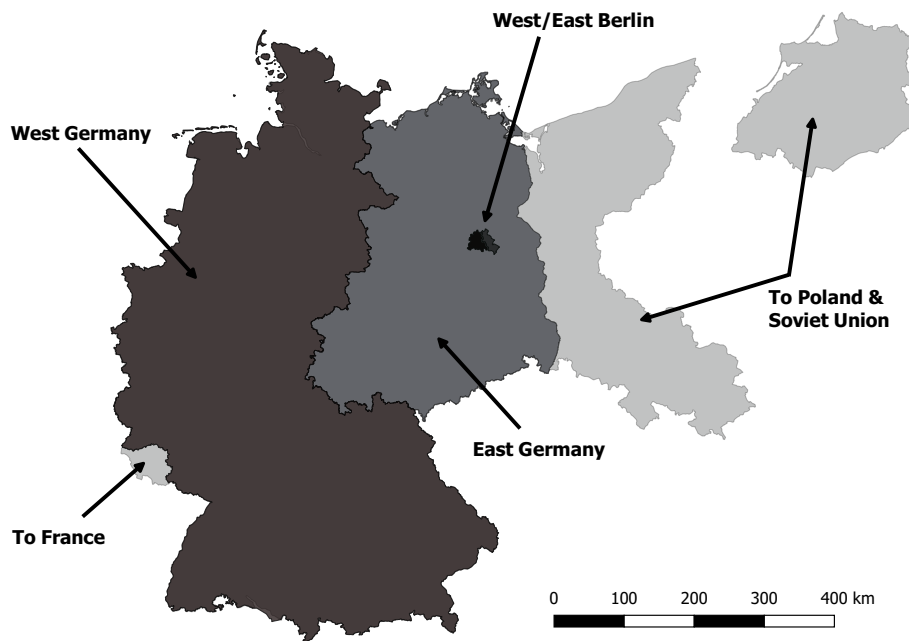 West/East Berlin
West Germany
To Poland &
Soviet Union
East Germany
To France
0 100 200 300 400 km